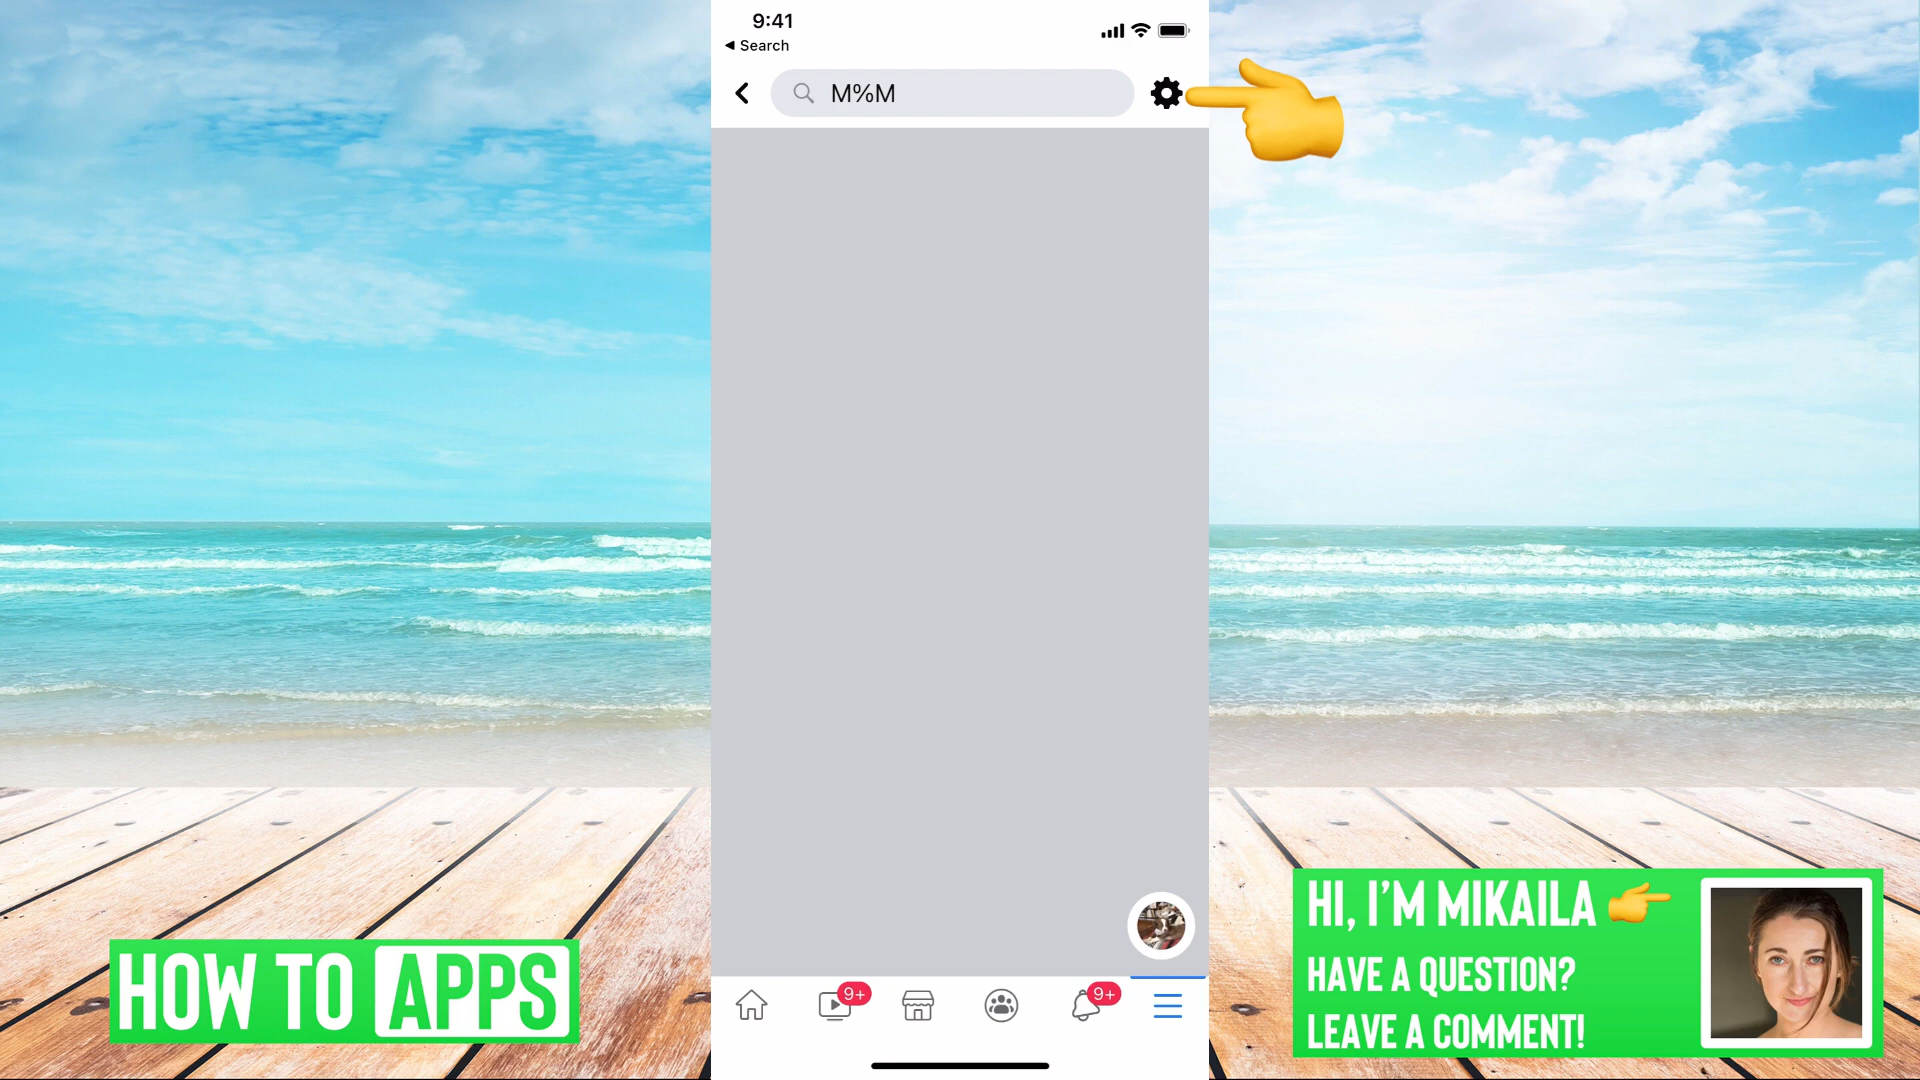 9:41
Search
M%M
9+
9+
HOW TO APPS
HI, I'M MIKAILA
HAVE A QUESTION?
LEAVE A COMMENT!